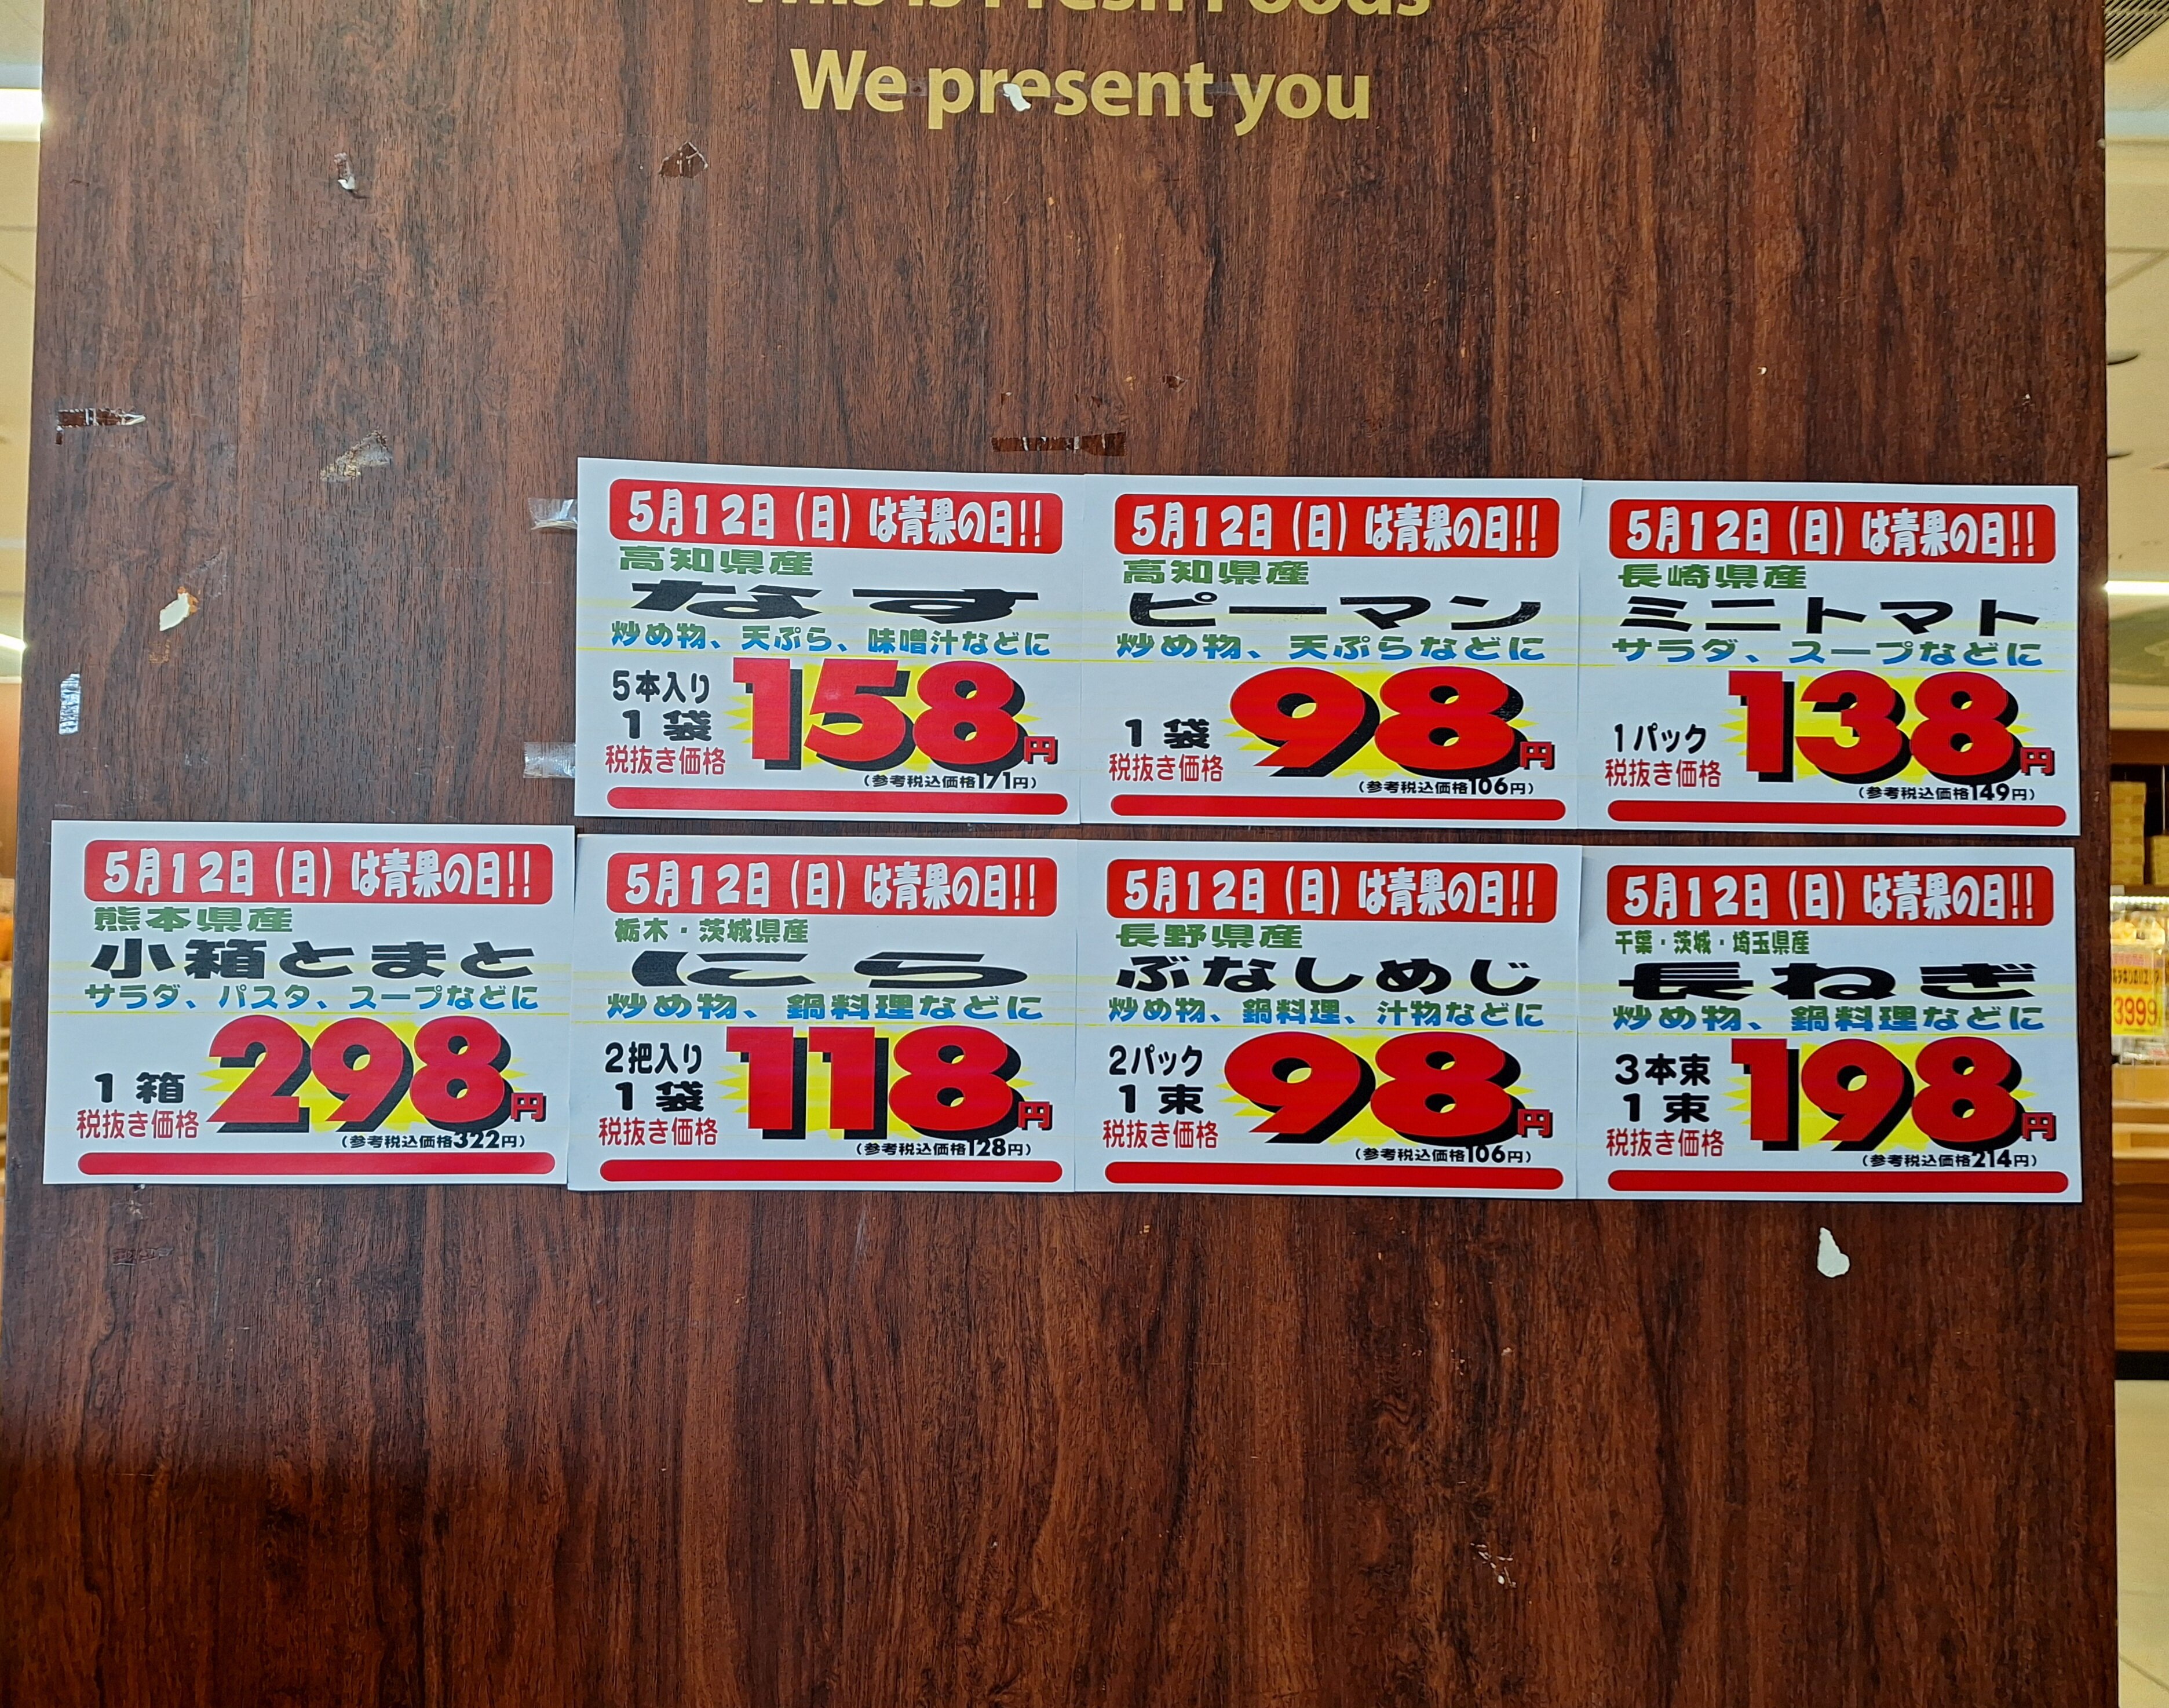 This is Fresh Foods
We present you
5月12日(日)は青果の日!!
高知県産
なす
炒め物、天ぷら、味噌汁などに
5本入り
1袋
税抜き価格
158円
(参考税込価格171円)
5月12日(日)は青果の日!!
高知県産
ピーマン
炒め物、天ぷらなどに
1袋
税抜き価格
98円
(参考税込価格106円)
5月12日(日)は青果の日!!
長崎県産
ミニトマト
サラダ、スープなどに
1パック
税抜き価格
138円
(参考税込価格149円)
5月12日(日)は青果の日!!
熊本県産
小箱とまと
サラダ、パスタ、スープなどに
1箱
税抜き価格
298円
(参考税込価格322円)
5月12日(日)は青果の日!!
栃木・茨城県産
にら
炒め物、鍋料理などに
2把入り
1袋
税抜き価格
118円
(参考税込価格128円)
5月12日(日)は青果の日!!
長野県産
ぶなしめじ
炒め物、鍋料理、汁物などに
2パック
1束
税抜き価格
98円
(参考税込価格106円)
5月12日(日)は青果の日!!
千葉・茨城・埼玉県産
長ねぎ
炒め物、鍋料理などに
3本束
1束
税抜き価格
198円
(参考税込価格214円)
3999